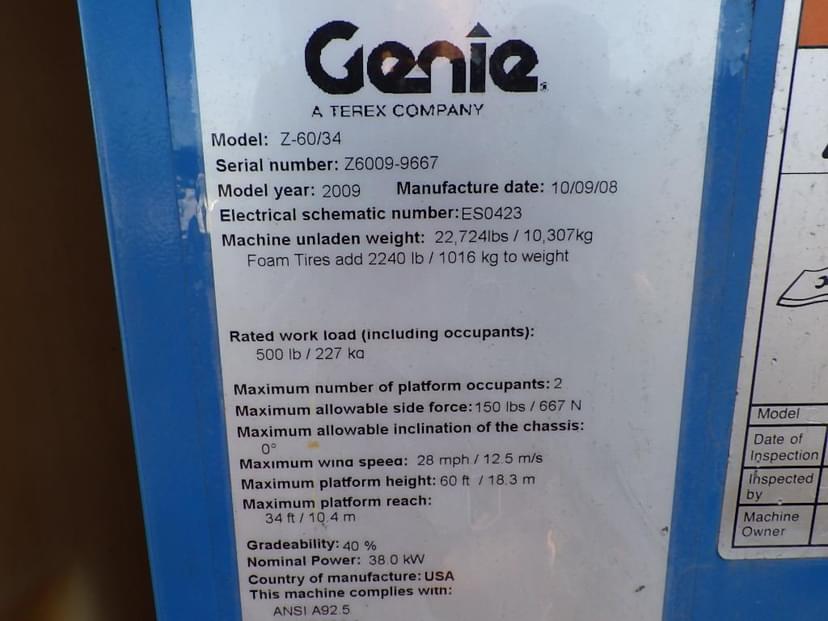 Genie
A TEREX COMPANY
Model: Z-60/34
Serial number: Z6009-9667
Model year: 2009 Manufacture date: 10/09/08
Electrical schematic number: ES0423
Machine unladen weight: 22,724lbs / 10,307kg
Foam Tires add 2240 lb / 1016 kg to weight
Rated work load (including occupants):
500 lb / 227 kg
Maximum number of platform occupants: 2
Maximum allowable side force: 150 lbs / 667 N
Maximum allowable inclination of the chassis:
0°
Maximum wind speed: 28 mph / 12.5 m/s
Maximum platform height: 60 ft / 18.3 m
Maximum platform reach:
34 ft / 10.4 m
Gradeability: 40 %
Nominal Power: 38.0 kW
Country of manufacture: USA
This machine complies with:
ANSI A92.5
Model
Date of
Inspection
Inspected
by
Machine
Owner